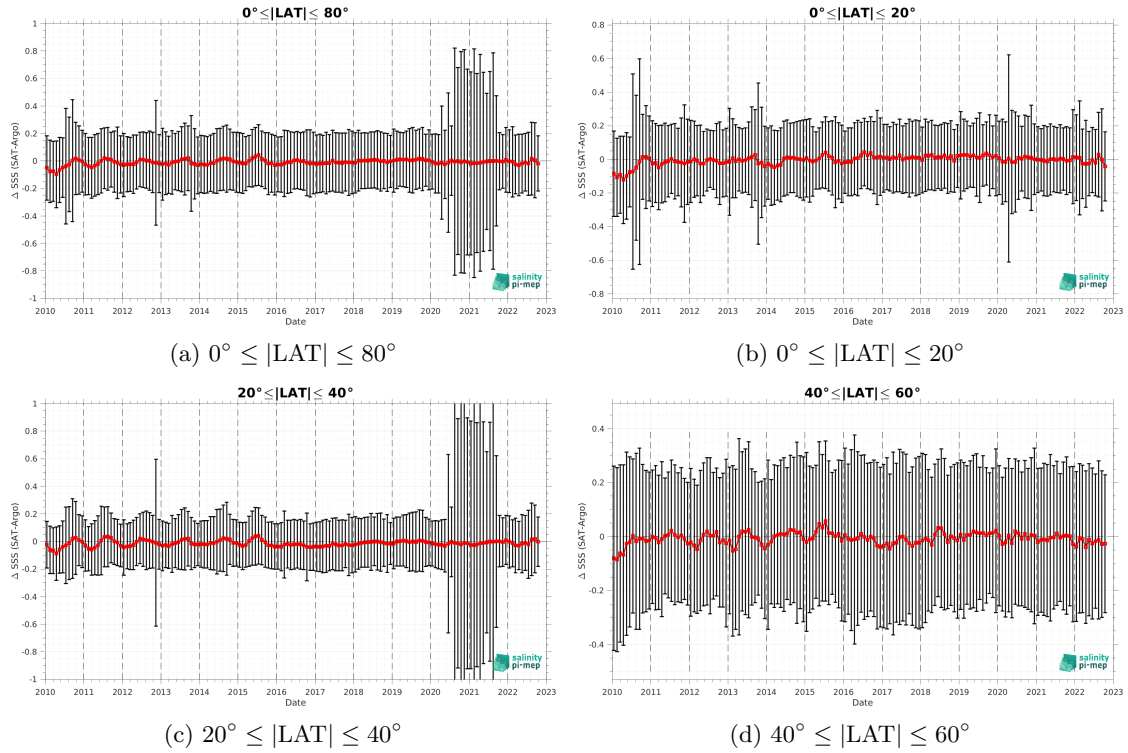 0°≤|LAT|≤ 80°
Δ SSS (SAT-Argo)
1
0.8
0.6
0.4
0.2
0
-0.2
-0.4
-0.6
-0.8
-1
2010 2011 2012 2013 2014 2015 2016 2017 2018 2019 2020 2021 2022 2023
Date
salinity
pi-mep
(a) 0° ≤ |LAT| ≤ 80°
0°≤|LAT|≤ 20°
Δ SSS (SAT-Argo)
0.8
0.6
0.4
0.2
0
-0.2
-0.4
-0.6
-0.8
2010 2011 2012 2013 2014 2015 2016 2017 2018 2019 2020 2021 2022 2023
Date
salinity
pi-mep
(b) 0° ≤ |LAT| ≤ 20°
20°≤|LAT|≤ 40°
Δ SSS (SAT-Argo)
1
0.8
0.6
0.4
0.2
0
-0.2
-0.4
-0.6
-0.8
-1
2010 2011 2012 2013 2014 2015 2016 2017 2018 2019 2020 2021 2022 2023
Date
salinity
pi-mep
(c) 20° ≤ |LAT| ≤ 40°
40°≤|LAT|≤ 60°
Δ SSS (SAT-Argo)
0.4
0.2
0
-0.2
-0.4
2010 2011 2012 2013 2014 2015 2016 2017 2018 2019 2020 2021 2022 2023
Date
salinity
pi-mep
(d) 40° ≤ |LAT| ≤ 60°